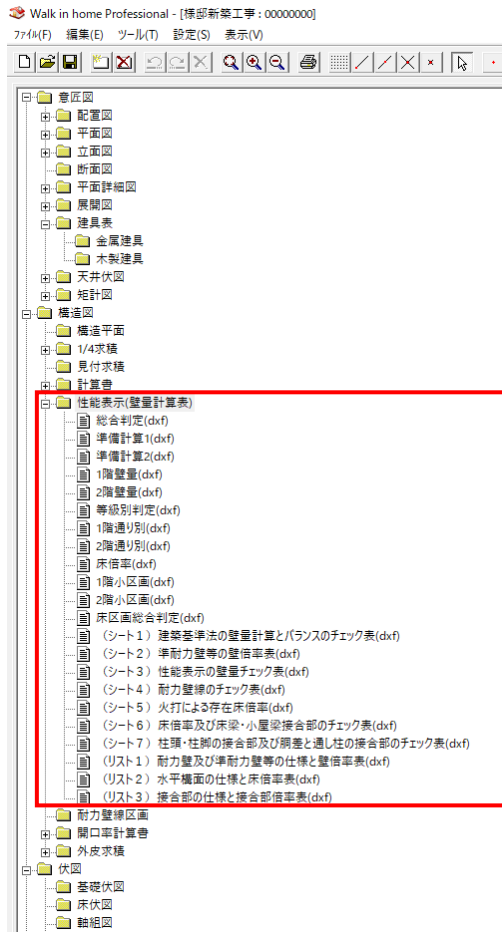 Walk in home Professional - [様邸新築工事 : 00000000]
ファイル(F) 編集(E) ツール(T) 設定(S) 表示(V)
意匠図
配置図
平面図
立面図
断面図
平面詳細図
展開図
建具表
金属建具
木製建具
天井伏図
矩計図
構造図
構造平面
1/4求積
見付求積
計算書
性能表示(壁量計算表)
総合判定(dxf)
準備計算1(dxf)
準備計算2(dxf)
1階壁量(dxf)
2階壁量(dxf)
等級別判定(dxf)
1階通り別(dxf)
2階通り別(dxf)
床倍率(dxf)
1階小区画(dxf)
2階小区画(dxf)
床区画総合判定(dxf)
（シート１）建築基準法の壁量計算とバランスのチェック表(dxf)
（シート２）準耐力壁等の壁倍率表(dxf)
（シート３）性能表示の壁量チェック表(dxf)
（シート４）耐力壁線のチェック表(dxf)
（シート５）火打による存在床倍率(dxf)
（シート６）床倍率及び床梁・小屋梁接合部のチェック表(dxf)
（シート７）柱頭・柱脚の接合部及び胴差と通し柱の接合部のチェック表(dxf)
（リスト１）耐力壁及び準耐力壁等の仕様と壁倍率表(dxf)
（リスト２）水平構面の仕様と床倍率表(dxf)
（リスト３）接合部の仕様と接合部倍率表(dxf)
耐力壁線区画
開口率計算書
外皮求積
伏図
基礎伏図
床伏図
軸組図